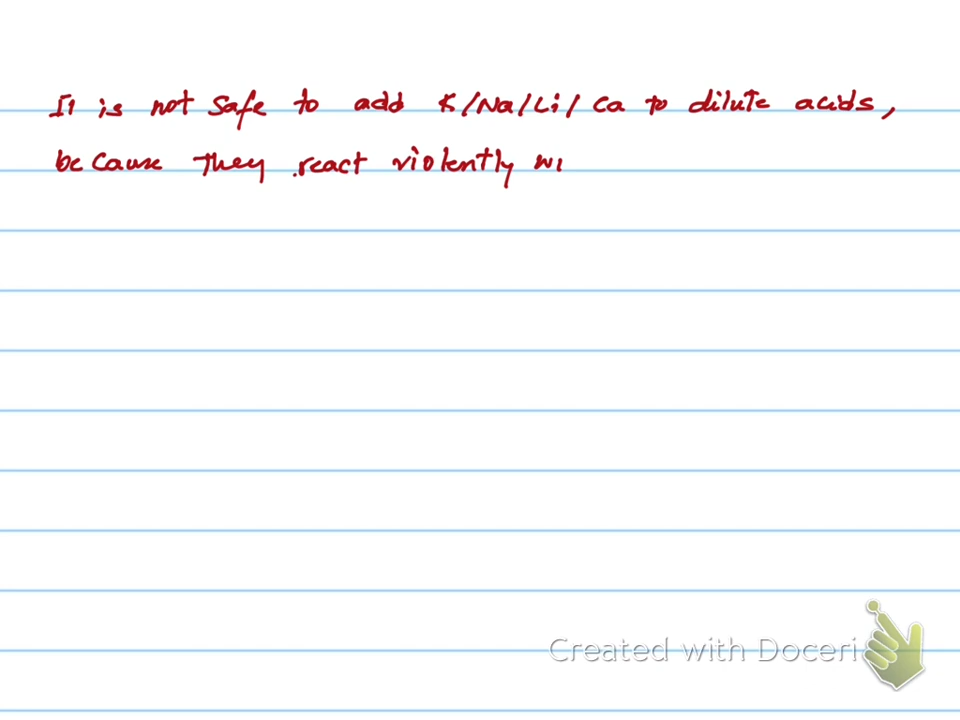 It is not safe to add K/Na/Li/Ca to dilute acids,
because they react violently wi
Created with Doceri